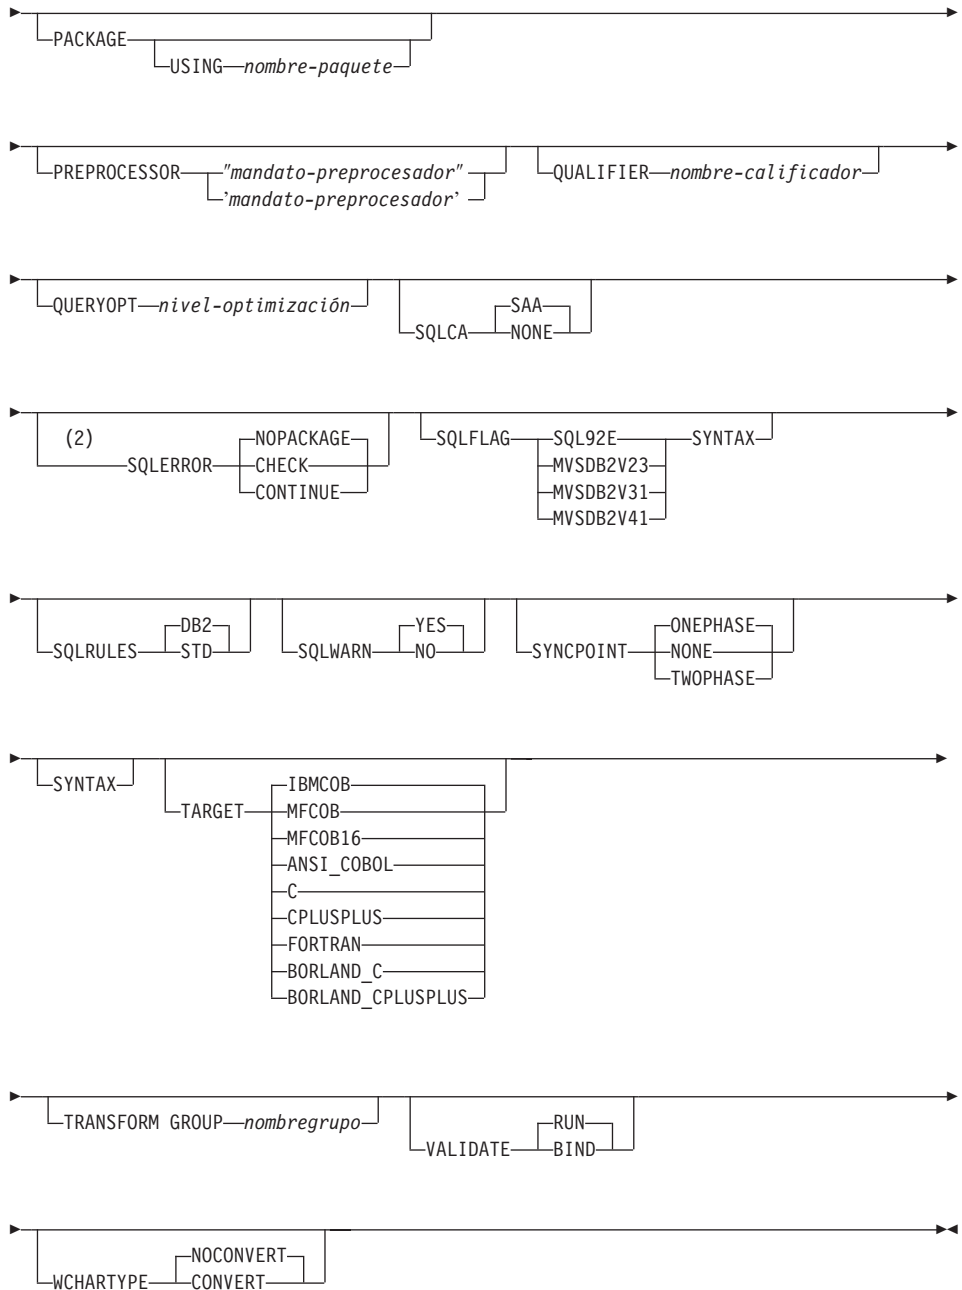 PACKAGE
USING nombre-paquete
PREPROCESSOR "mandato-preprocesador" QUALIFIER nombre-calificador
'mandato-preprocesador'
QUERYOPT nivel-optimización SAA
SQLCA NONE
(2) NOPACKAGE SQLFLAG SQL92E SYNTAX
SQLERROR CHECK MVSDB2V23
CONTINUE MVSDB2V31
MVSDB2V41
DB2 YES ONEPHASE
SQLRULES STD SQLWARN NO SYNCPOINT NONE
TWOPHASE
SYNTAX IBMCOB
TARGET MFCOB
MFCOB16
ANSI_COBOL
C
CPLUSPLUS
FORTRAN
BORLAND_C
BORLAND_CPLUSPLUS
TRANSFORM GROUP nombregrupo RUN
VALIDATE BIND
NOCONVERT
WCHARTYPE CONVERT